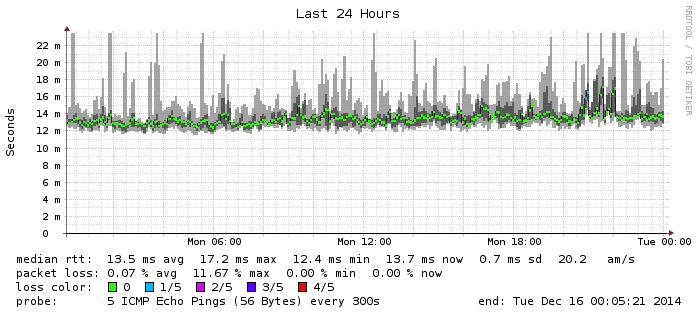 Last 24 Hours
RRDTOOL / TOBI OETIKER
Seconds
22 m
20 m
18 m
16 m
14 m
12 m
10 m
8 m
6 m
4 m
2 m
0
Mon 06:00 Mon 12:00 Mon 18:00 Tue 00:00
median rtt: 13.5 ms avg 17.2 ms max 12.4 ms min 13.7 ms now 0.7 ms sd 20.2 am/s
packet loss: 0.07 % avg 11.67 % max 0.00 % min 0.00 % now
loss color: 0 1/5 2/5 3/5 4/5
probe: 5 ICMP Echo Pings (56 Bytes) every 300s end: Tue Dec 16 00:05:21 2014